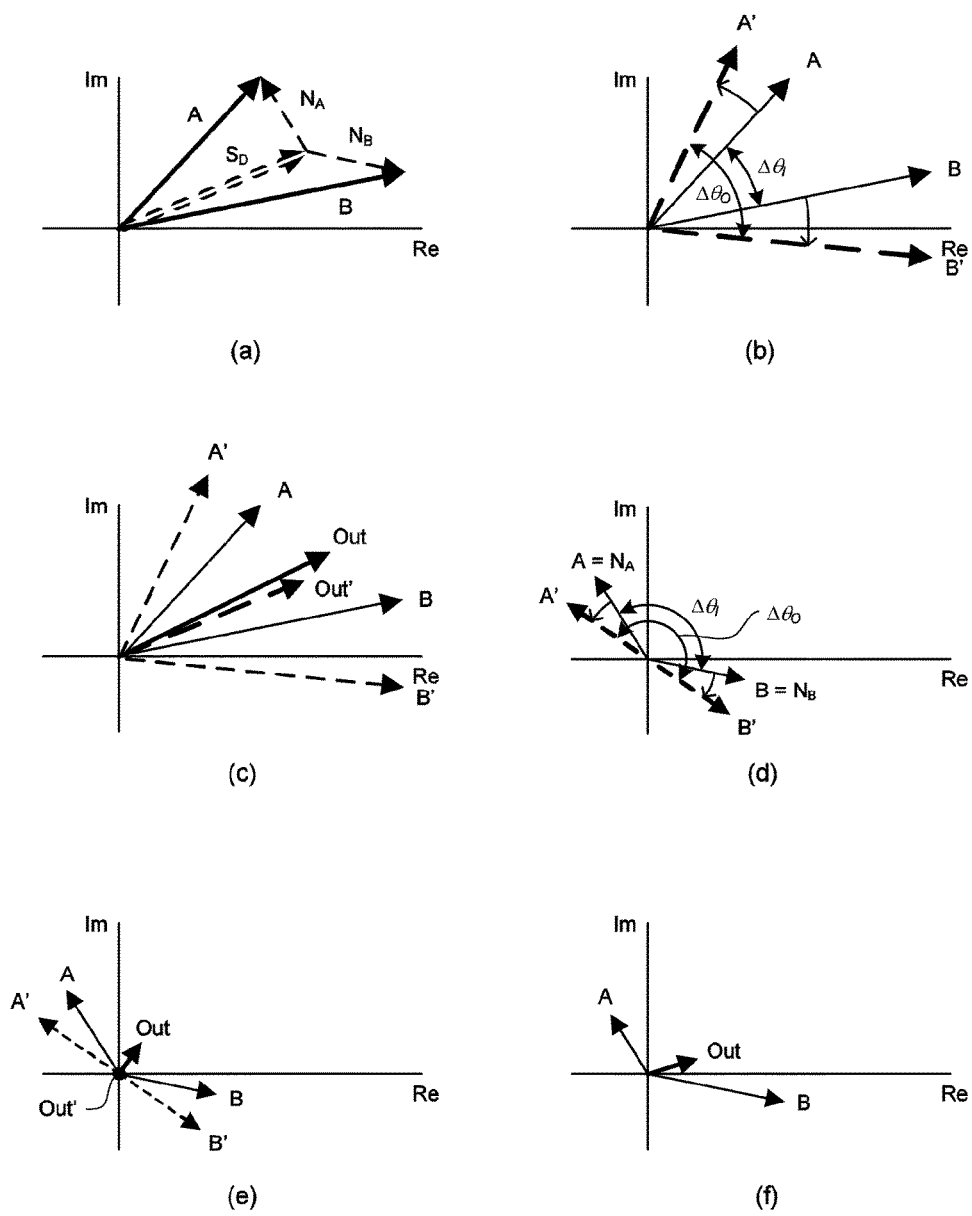 Im
A
N_A
N_B
S_D
B
Re
(a)
A'
Im
A
Δθ_I
Δθ_O
B
Re
B'
(b)
A'
Im
A
Out
Out'
B
Re
B'
(c)
Im
A = N_A
A'
Δθ_I
Δθ_O
B = N_B
Re
B'
(d)
Im
A
A'
Out
B
Re
Out'
B'
(e)
Im
A
Out
B
Re
(f)